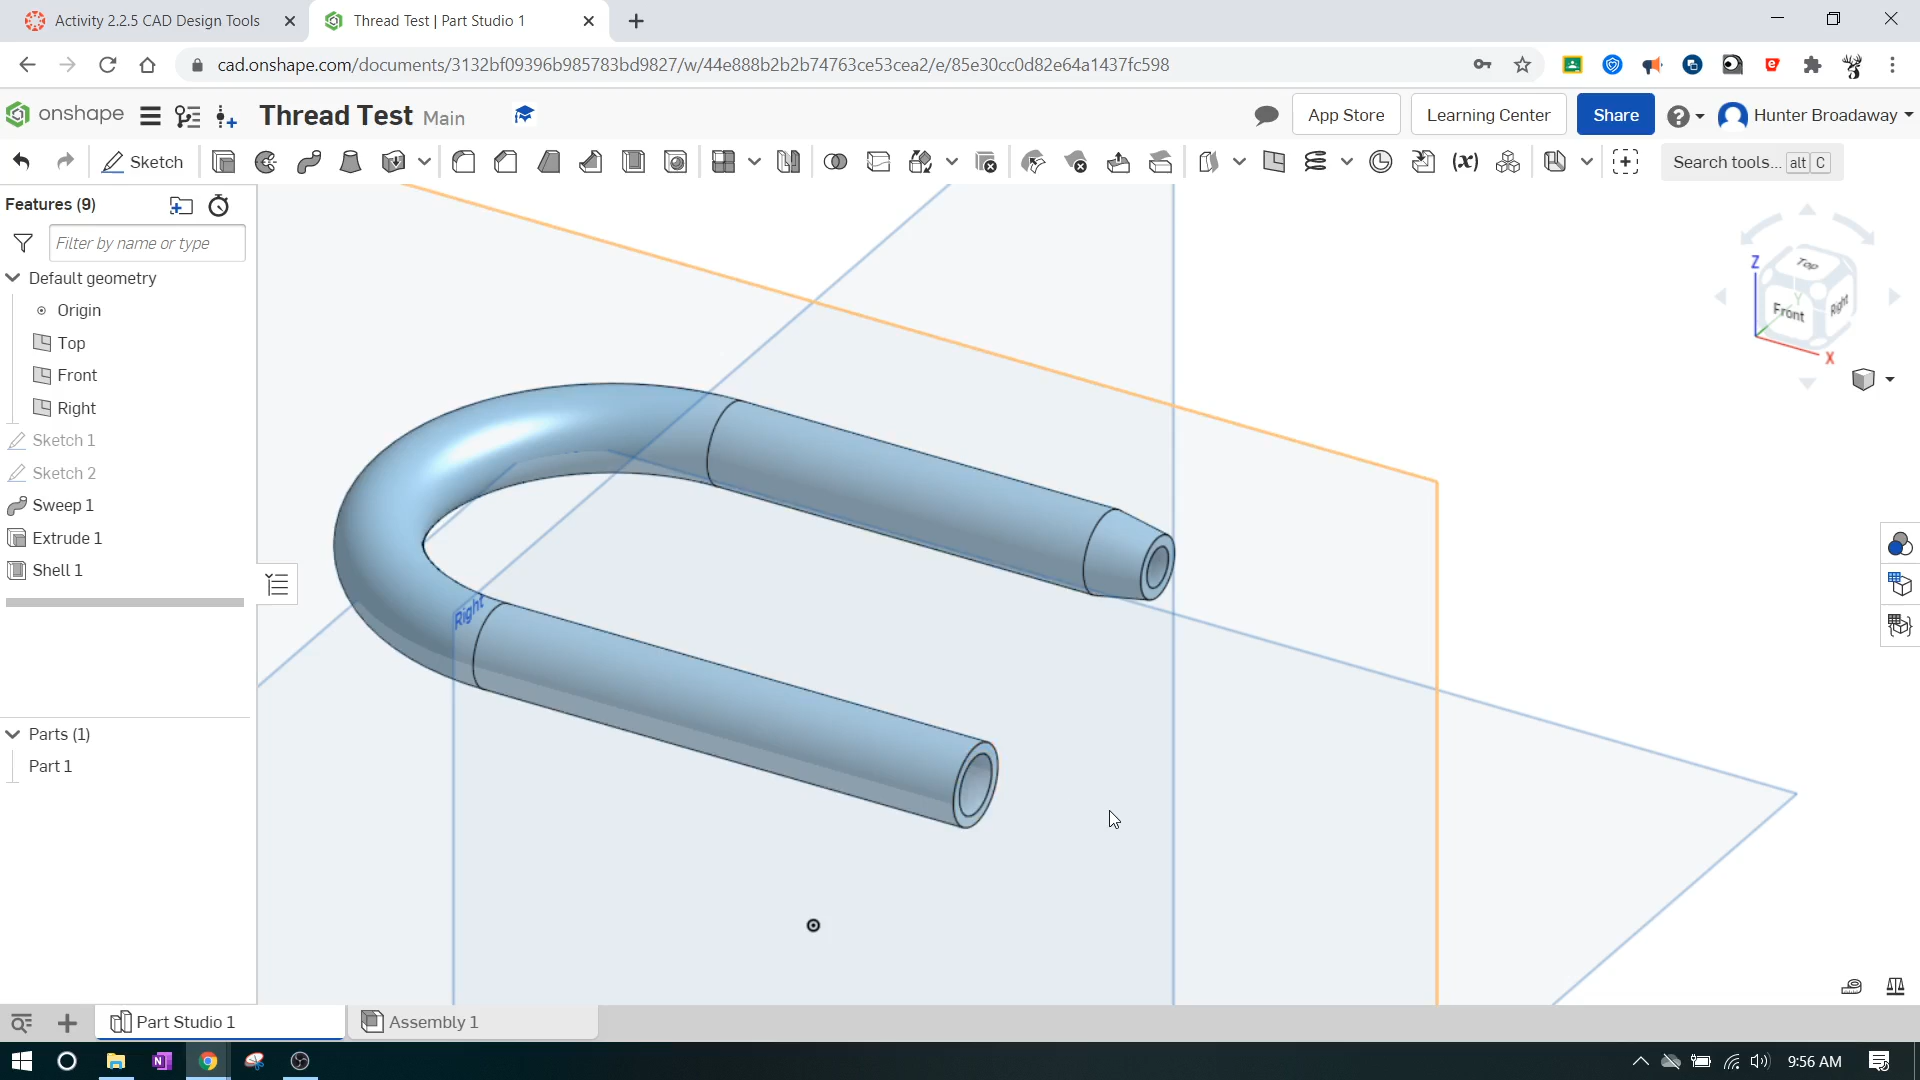 Activity 2.2.5 CAD Design Tools
Thread Test | Part Studio 1
cad.onshape.com/documents/3132bf09396b985783bd9827/w/44e888b2b2b74763ce53cea2/e/85e30cc0d82e64a1437fc598
onshape
Thread Test Main
App Store
Learning Center
Share
Hunter Broadaway
Sketch
Search tools... alt C
Features (9)
Filter by name or type
Default geometry
Origin
Top
Front
Right
Sketch 1
Sketch 2
Sweep 1
Extrude 1
Shell 1
Parts (1)
Part 1
Right
Z
Top
Y
Front
Right
X
Part Studio 1
Assembly 1
9:56 AM